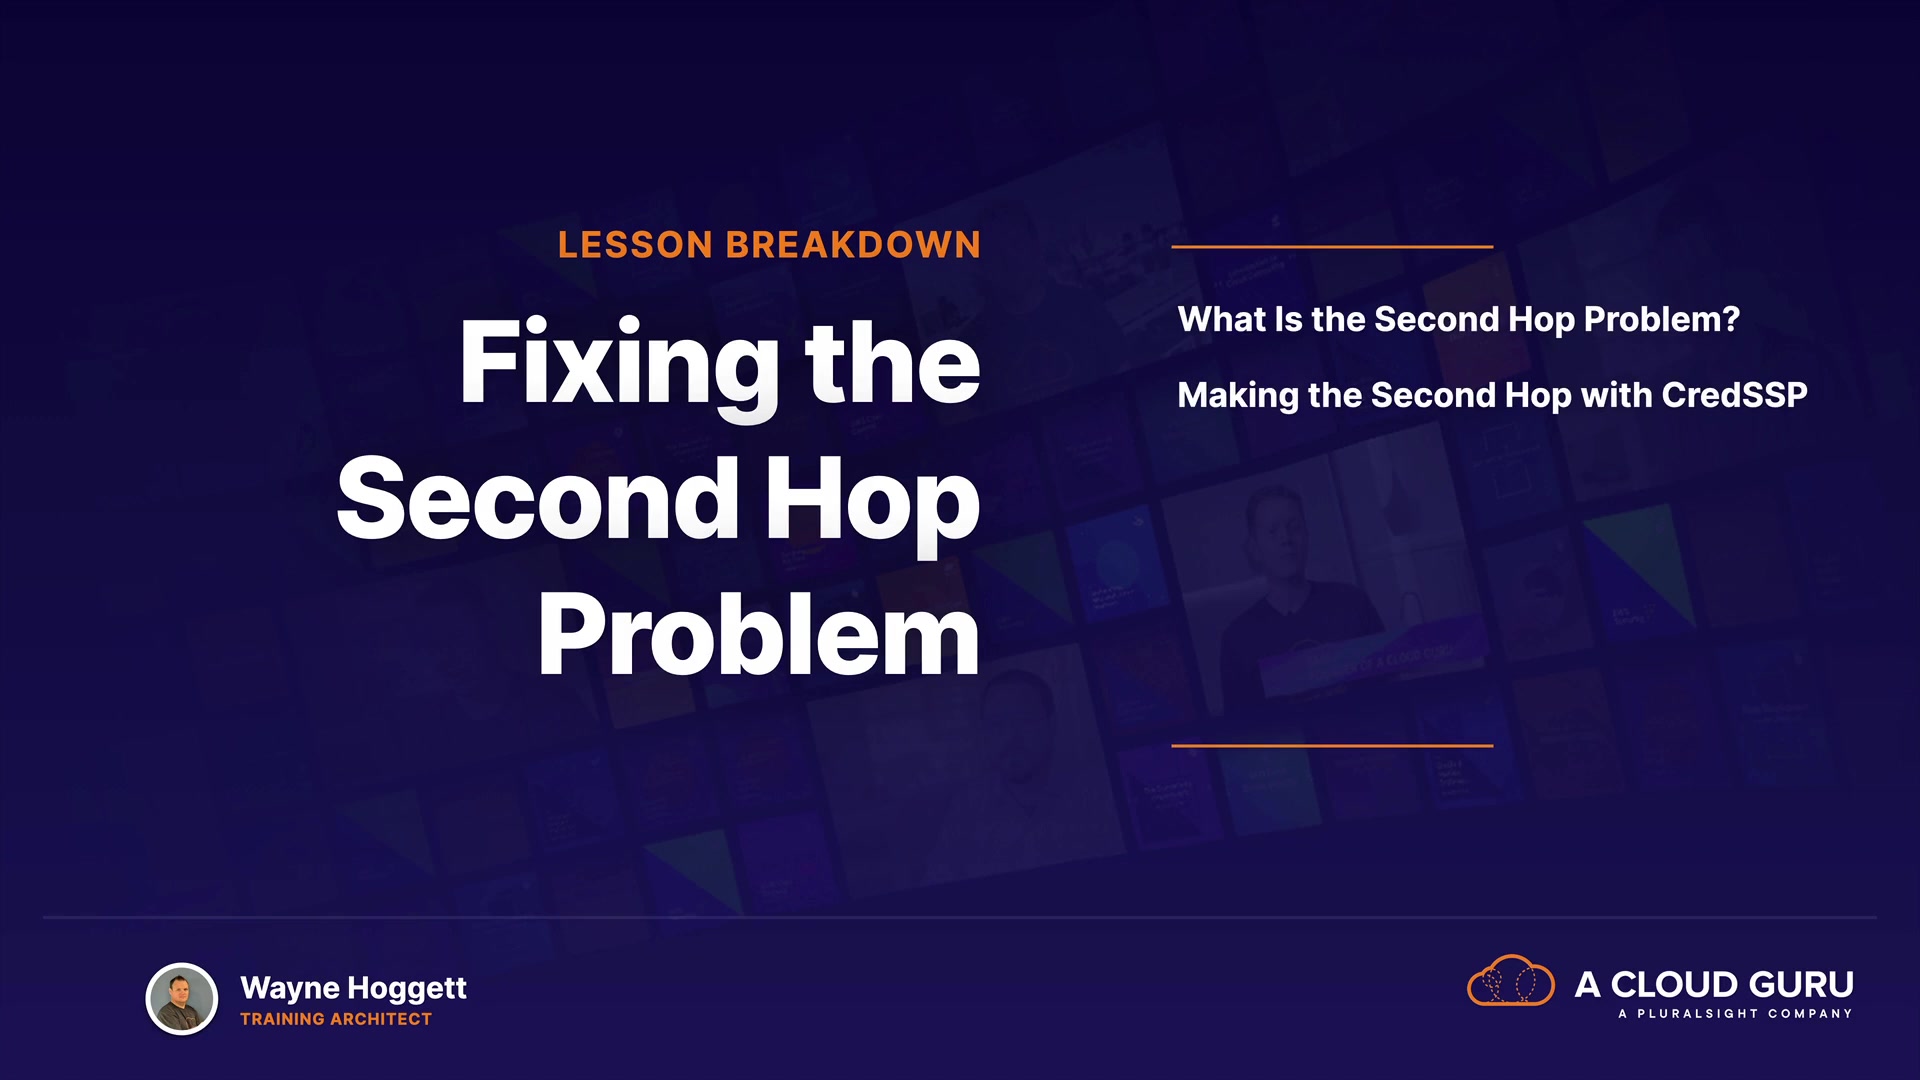 LESSON BREAKDOWN
Fixing the
Second Hop
Problem
What Is the Second Hop Problem?
Making the Second Hop with CredSSP
Wayne Hoggett
TRAINING ARCHITECT
A CLOUD GURU
A PLURALSIGHT COMPANY